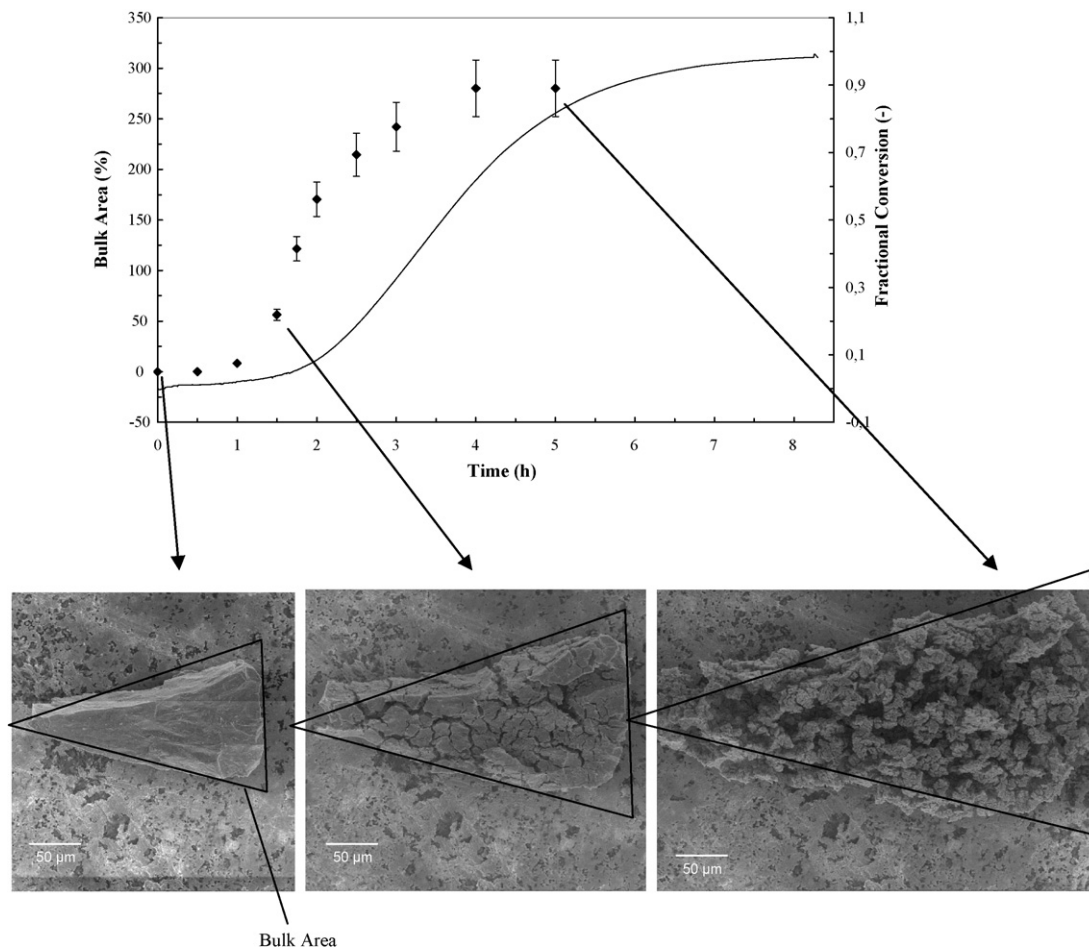 350
300
250
200
150
100
50
0
-50
Bulk Area (%)
1,1
0,9
0,7
0,5
0,3
0,1
-0,1
Fractional Conversion (-)
0 1 2 3 4 5 6 7 8
Time (h)
50 µm
50 µm
50 µm
Bulk Area